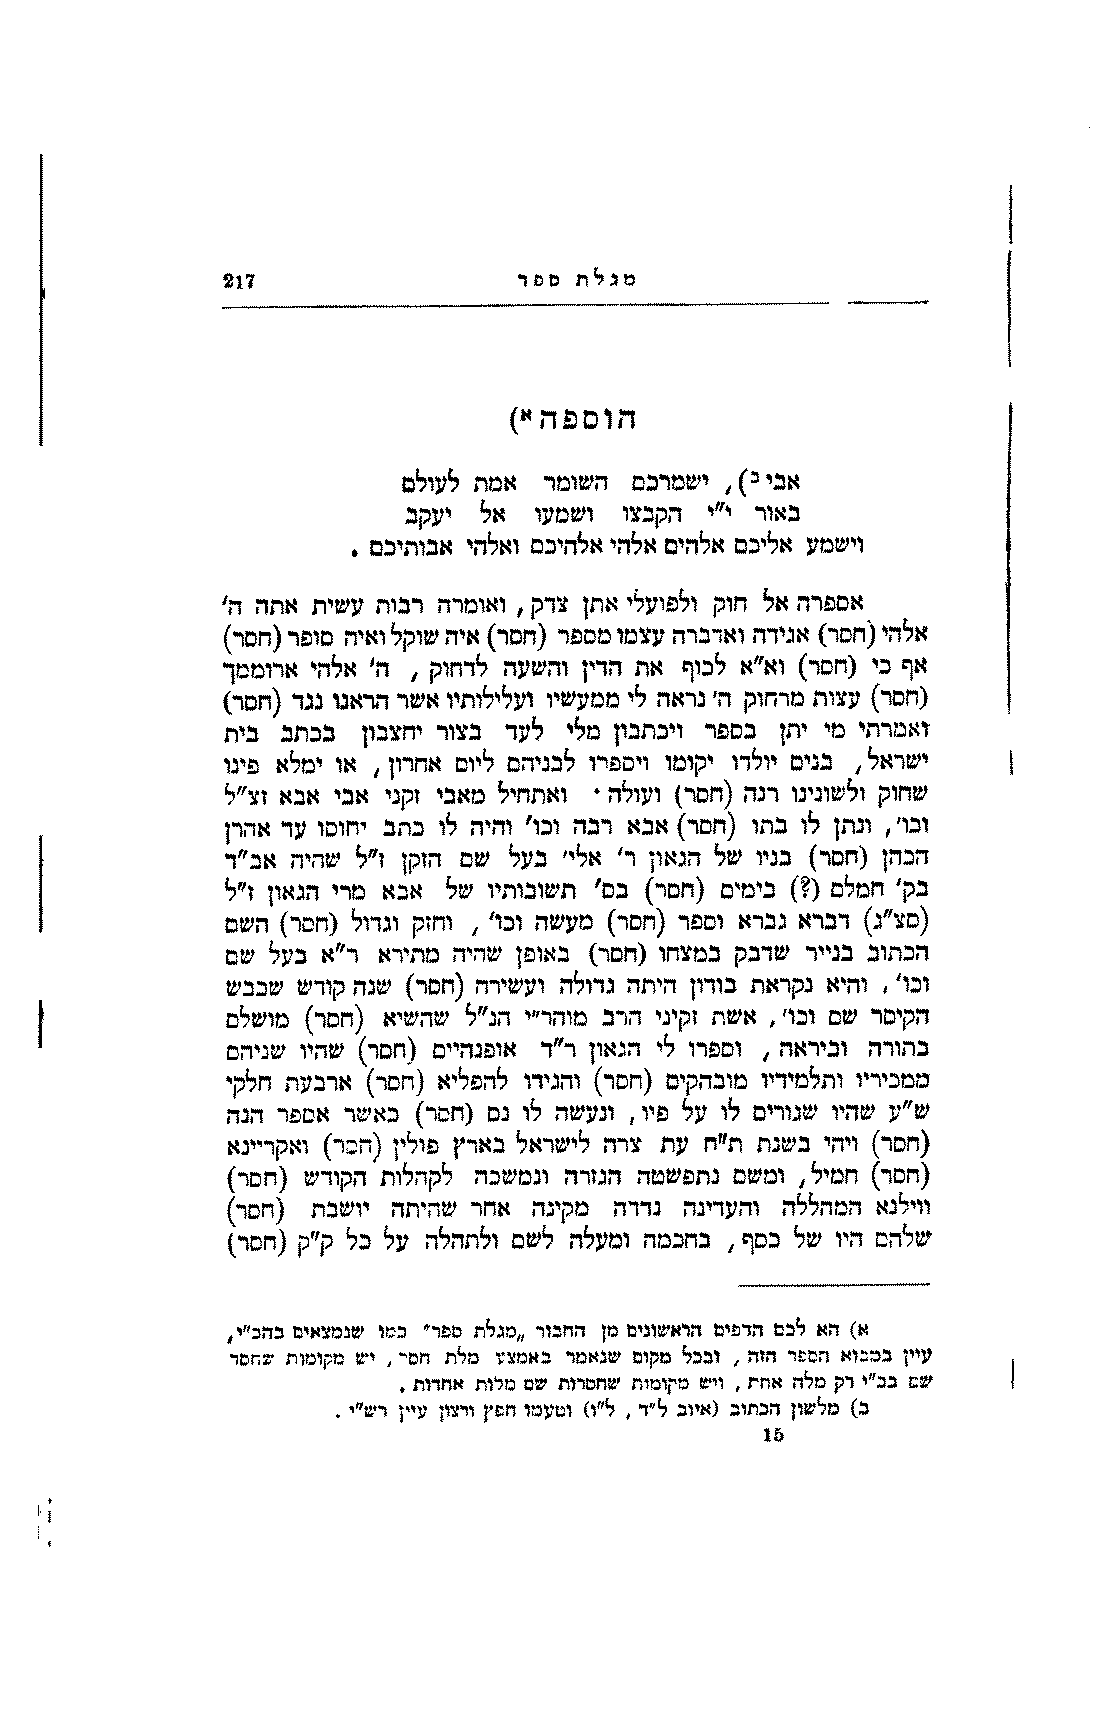 מגלת ספר 217
הוספה א)
אבי ב), ישמרכם השומר אמת לעולם
באור י"י הקבצו ושמעו אל יעקב
וישמע אליכם אלהים אלהי אלהיכם ואלהי אבותיכם.
אספרה אל חוק ולפועלי אתן צדק, ואומרה רבות עשית אתה ה'
אלהי (חסר) אגידה ואדברה עצמו מספר (חסר) איה שוקל ואיה סופר (חסר)
אף כי (חסר) וא"א לכוף את הדין והשעה לדחוק, ה' אלהי ארוממך
(חסר) עצות מרחוק ה' נראה לי ממעשיו ועלילותיו אשר הראנו נגד (חסר)
ואמרתי מי יתן בספר ויכתבון מלי לעד בצור יחצבון בכתב בית
ישראל, בנים יולדו יקומו ויספרו לבניהם ליום אחרון, או ימלא פינו
שחוק ולשונינו רנה (חסר) ועולה · ואתחיל מאבי זקני אבי אבא זצ"ל
וכו', ונתן לו בתו (חסר) אבא רבה וכו' והיה לו כתב יחוסו עד אהרן
הכהן (חסר) בניו של הגאון ר' אלי' בעל שם הזקן ז"ל שהיה אב"ד
בק' חמלם (?) בימים (חסר) בס' תשובותיו של אבא מרי הגאון ז"ל
(סצ"ג) דברא גברא וספר (חסר) מעשה וכו', וחזק וגדול (חסר) השם
הכתוב בנייר שדבק במצחו (חסר) באופן שהיה מתירא ר"א בעל שם
וכו', והיא נקראת בודון היתה גדולה ועשירה (חסר) שנה קודש שכבש
הקיסר שם וכו', אשת זקיני הרב מוהר"י הנ"ל שהשיא (חסר) מושלם
בתורה וביראה, וספרו לי הגאון ר"ד אופנהיים (חסר) שהיו שניהם
ממכיריו ותלמידיו מובהקים (חסר) והגידו להפליא (חסר) ארבעת חלקי
ש"ע שהיו שגורים לו על פיו, ונעשה לו נס (חסר) כאשר אספר הנה
(חסר) ויהי בשנת ת"ח עת צרה לישראל בארץ פולין (חסר) ואקריינא
(חסר) חמיל, ומשם נתפשטה הגזרה ונמשכה לקהלות הקודש (חסר)
ווילנא המהללה והעדינה נדדה מקינה אחר שהיתה יושבת (חסר)
שלהם היו של כסף, בחכמה ומעלה לשם ולתהלה על כל ק"ק (חסר)
א) הא לכם הדפים הראשונים מן החבור „מגלת ספר" כמו שנמצאים בהכ"י,
עיין במבוא הספר הזה, ובכל מקום שנאמר באמצע מלת חסר, יש מקומות שחסר
שם בכ"י רק מלה אחת, ויש מקומות שחסרות שם מלות אחדות.
ב) מלשון הכתוב (איוב ל"ד, ל"ו) וטעמו חפץ ורצון עיין רש"י.
15